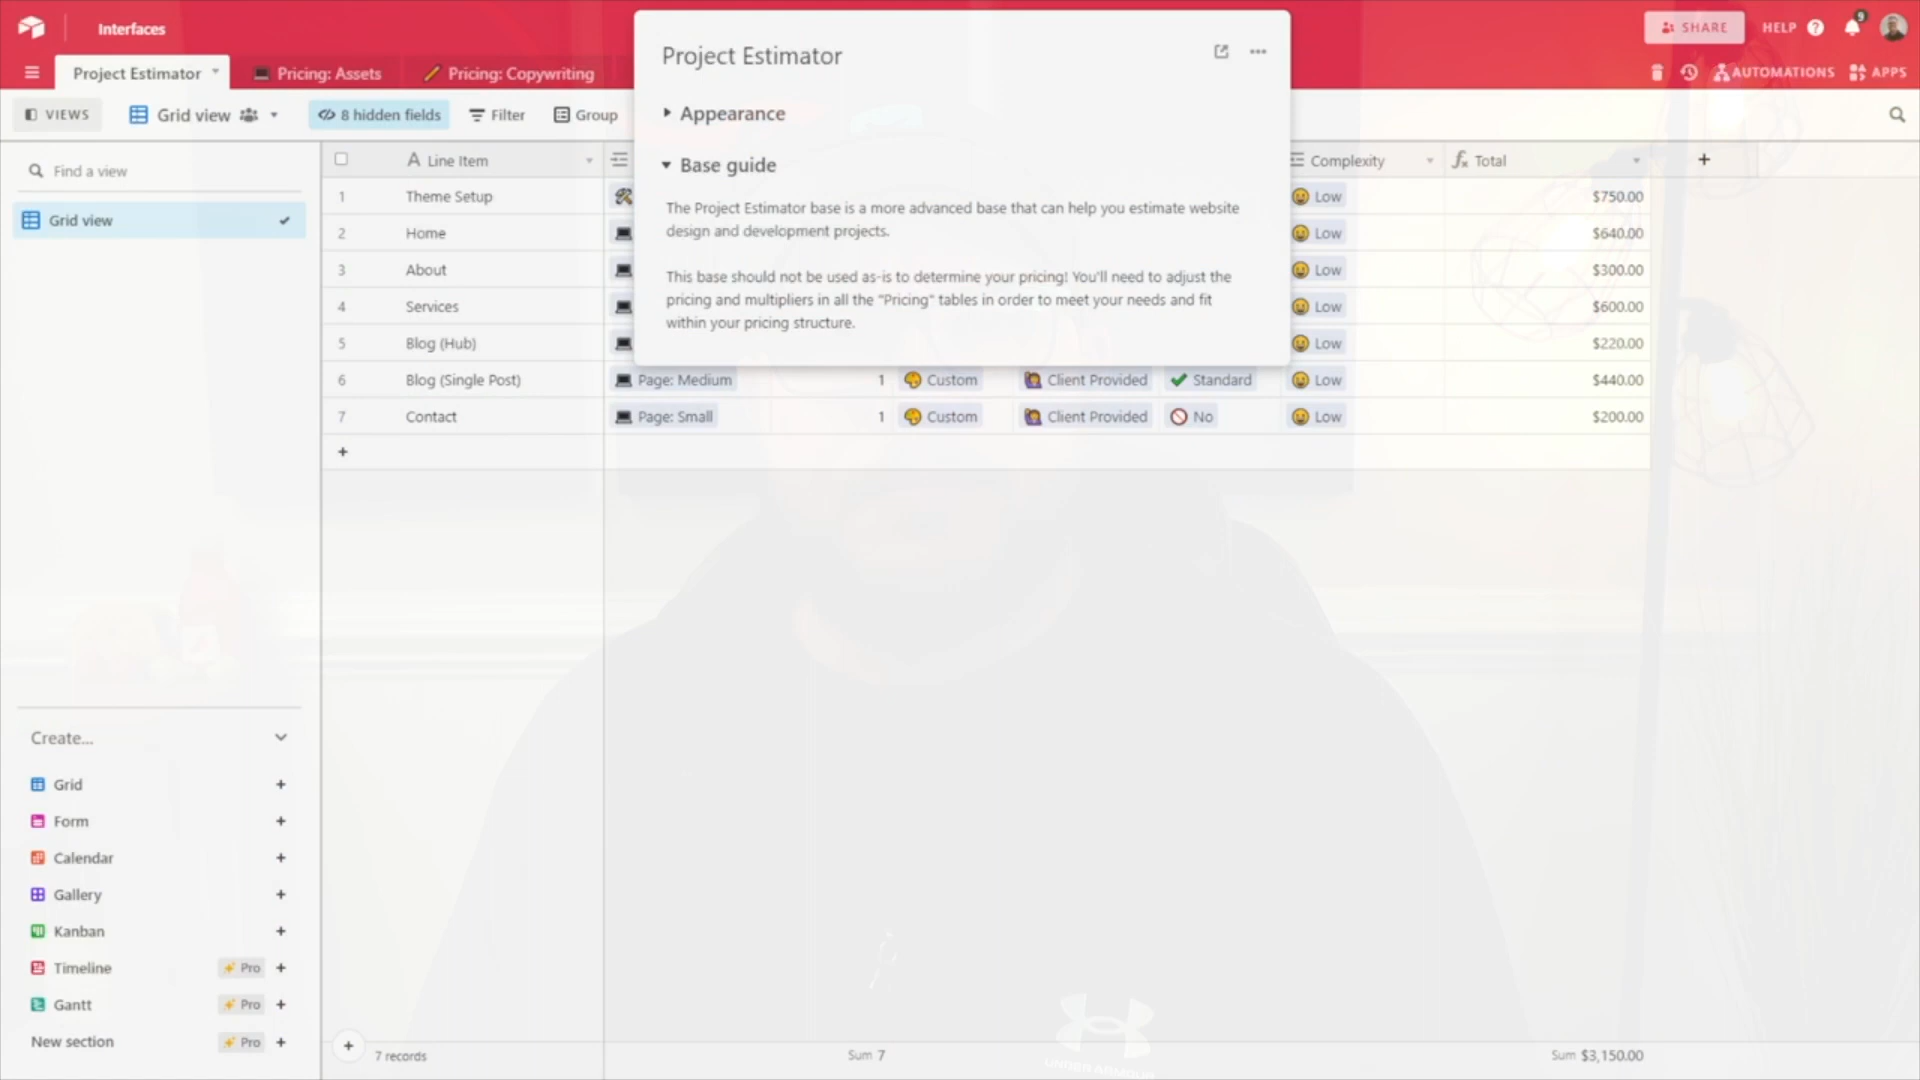 Interfaces
SHARE
HELP
9
Project Estimator
Pricing: Assets
Pricing: Copywriting
AUTOMATIONS
APPS
VIEWS
Grid view
8 hidden fields
Filter
Group
Project Estimator
Appearance
Base guide
The Project Estimator base is a more advanced base that can help you estimate website
design and development projects.
This base should not be used as-is to determine your pricing! You'll need to adjust the
pricing and multipliers in all the "Pricing" tables in order to meet your needs and fit
within your pricing structure.
Find a view
Grid view
Line Item
Complexity
Total
1 Theme Setup Low $750.00
2 Home Low $640.00
3 About Low $300.00
4 Services Low $600.00
5 Blog (Hub) Low $220.00
6 Blog (Single Post) Page: Medium 1 Custom Client Provided Standard Low $440.00
7 Contact Page: Small 1 Custom Client Provided No Low $200.00
Create...
Grid
Form
Calendar
Gallery
Kanban
Timeline Pro
Gantt Pro
New section Pro
7 records
Sum 7
Sum $3,150.00
UNDER ARMOUR